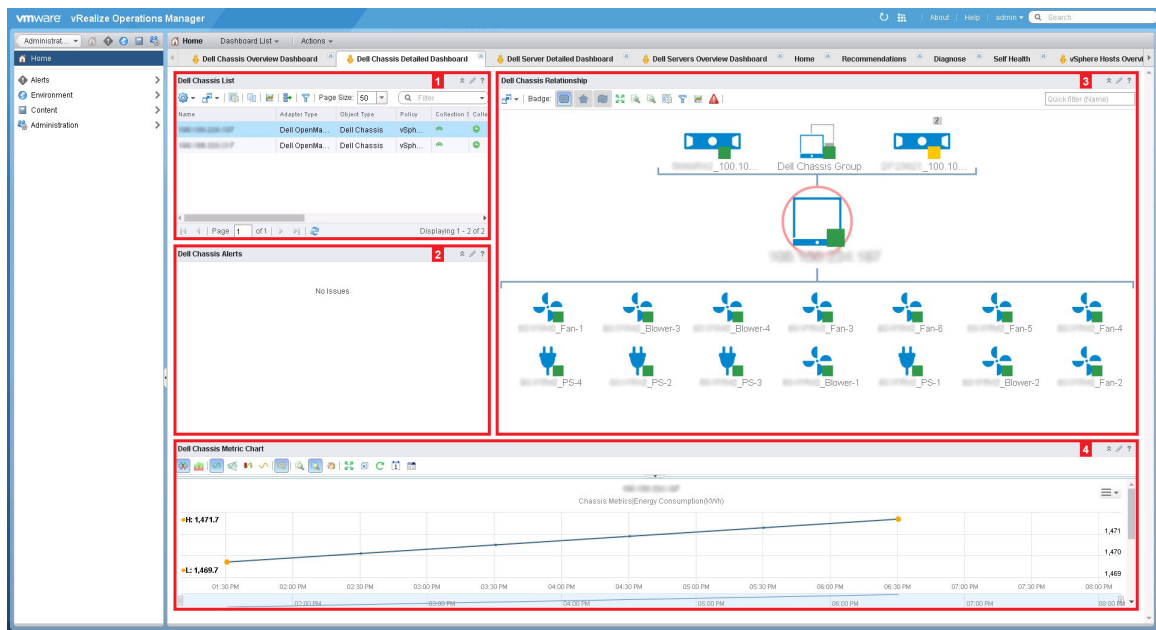 vmware vRealize Operations Manager
About Help admin Search
Administrat...
Home Dashboard List Actions
Home
Dell Chassis Overview Dashboard Dell Chassis Detailed Dashboard Dell Server Detailed Dashboard Dell Servers Overview Dashboard Home Recommendations Diagnose Self Health vSphere Hosts Overvi
Alerts
Environment
Content
Administration
Dell Chassis List 1
Page Size: 50 Filter
Name Adapter Type Object Type Policy Collection Colle
Dell OpenMa... Dell Chassis vSph...
Dell OpenMa... Dell Chassis vSph...
Page 1 of 1 Displaying 1 - 2 of 2
Dell Chassis Alerts 2
No Issues
Dell Chassis Relationship 3
Badge: Quick filter (Name)
2
_100.10... Dell Chassis Group _100.10...
_Fan-1 _Blower-3 _Blower-4 _Fan-3 _Fan-6 _Fan-5 _Fan-4
_PS-4 _PS-2 _PS-3 _Blower-1 _PS-1 _Blower-2 _Fan-2
Dell Chassis Metric Chart 4
Chassis Metrics|Energy Consumption(kWh)
H: 1,471.7
1,471
1,470
L: 1,469.7
1,469
01:30 PM 02:00 PM 02:30 PM 03:00 PM 03:30 PM 04:00 PM 04:30 PM 05:00 PM 05:30 PM 06:00 PM 06:30 PM 07:00 PM 07:30 PM 08:00 PM
02:00 PM 03:00 PM 04:00 PM 05:00 PM 06:00 PM 07:00 PM 08:00 PM